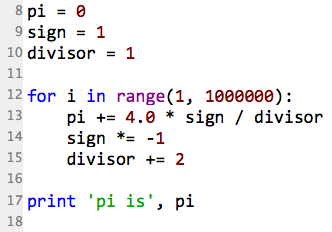 8 pi = 0
9 sign = 1
10 divisor = 1
11
12 for i in range(1, 1000000):
13     pi += 4.0 * sign / divisor
14     sign *= -1
15     divisor += 2
16
17 print 'pi is', pi
18